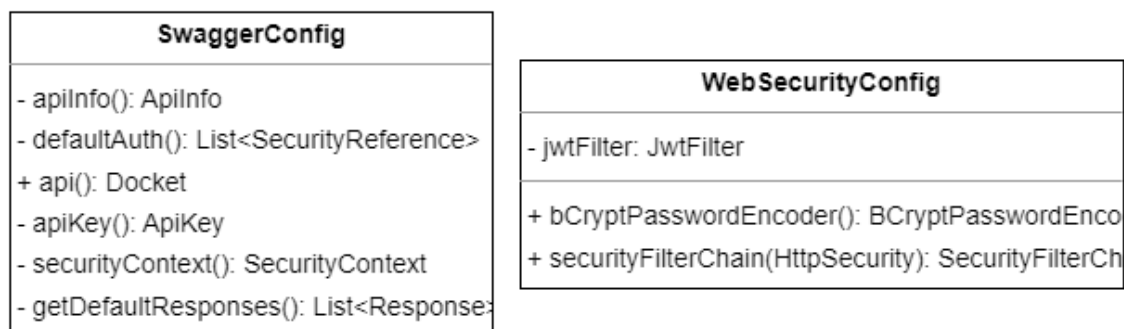 SwaggerConfig
- apiInfo(): ApiInfo
- defaultAuth(): List<SecurityReference>
+ api(): Docket
- apiKey(): ApiKey
- securityContext(): SecurityContext
- getDefaultResponses(): List<Response>
WebSecurityConfig
- jwtFilter: JwtFilter
+ bCryptPasswordEncoder(): BCryptPasswordEnco
+ securityFilterChain(HttpSecurity): SecurityFilterCh